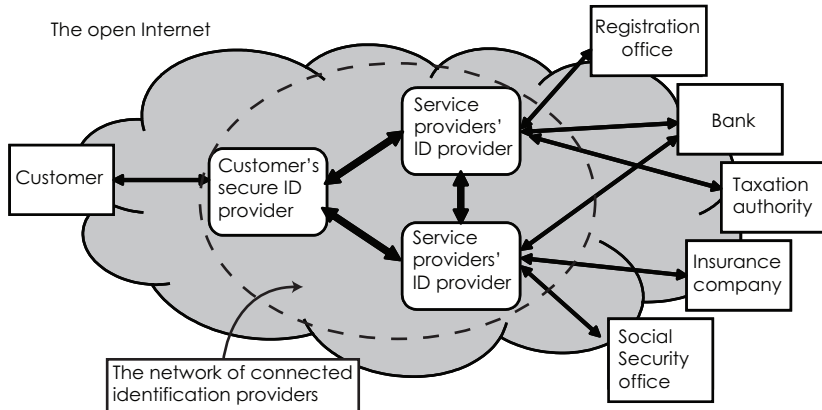 The open Internet
Registration
office
Service
providers'
ID provider
Bank
Customer
Customer's
secure ID
provider
Taxation
authority
Service
providers'
ID provider
Insurance
company
Social
Security
office
The network of connected
identification providers